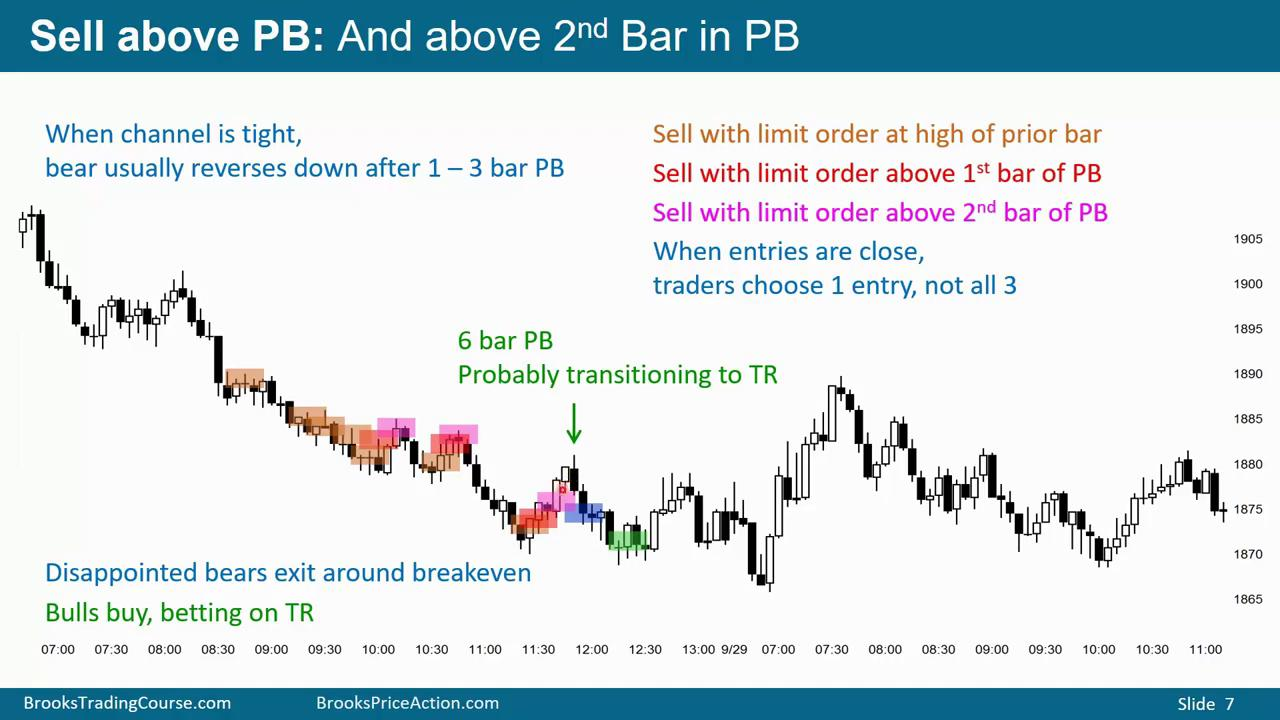 Sell above PB: And above 2nd Bar in PB
When channel is tight,
bear usually reverses down after 1 – 3 bar PB
Sell with limit order at high of prior bar
Sell with limit order above 1st bar of PB
Sell with limit order above 2nd bar of PB
When entries are close,
traders choose 1 entry, not all 3
6 bar PB
Probably transitioning to TR
1905
1900
1895
1890
1885
1880
1875
1870
1865
Disappointed bears exit around breakeven
Bulls buy, betting on TR
07:00 07:30 08:00 08:30 09:00 09:30 10:00 10:30 11:00 11:30 12:00 12:30 13:00 9/29 07:00 07:30 08:00 08:30 09:00 09:30 10:00 10:30 11:00
BrooksTradingCourse.com BrooksPriceAction.com Slide 7